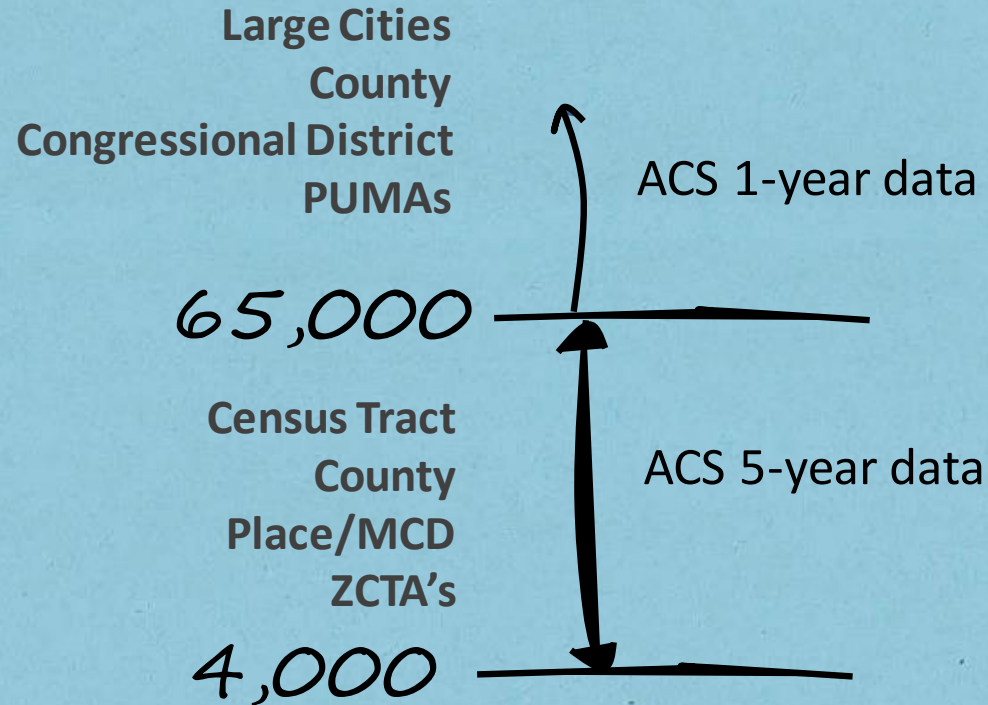 Large Cities
County
Congressional District
PUMAs
ACS 1-year data
65,000
Census Tract
County
Place/MCD
ZCTA's
ACS 5-year data
4,000